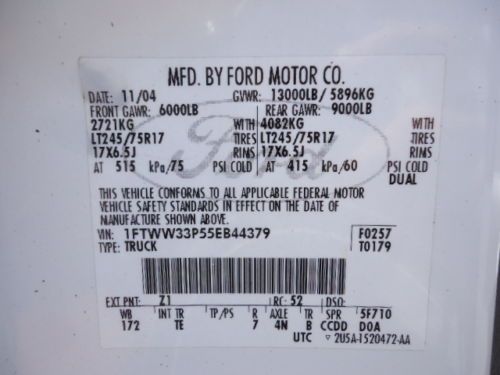 MFD. BY FORD MOTOR CO.
DATE: 11/04 GVWR: 13000LB/ 5896KG
FRONT GAWR: 6000LB REAR GAWR: 9000LB
2721KG WITH 4082KG WITH
LT245/75R17 TIRES LT245/75R17 TIRES
17X6.5J RIMS 17X6.5J RIMS
AT 515 kPa/75 PSI COLD AT 415 kPa/60 PSI COLD
DUAL
THIS VEHICLE CONFORMS TO ALL APPLICABLE FEDERAL MOTOR
VEHICLE SAFETY STANDARDS IN EFFECT ON THE DATE OF
MANUFACTURE SHOWN ABOVE.
VIN: 1FTWW33P55EB44379 F0257
TYPE: TRUCK T0179
Ford
EXT PNT: Z1 RC: 52 DSO:
WB INT TR TP/PS R AXLE TR SPR 5F710
172 TE 7 4N B CCDD DOA
UTC ▽ 2U5A-1520472-AA